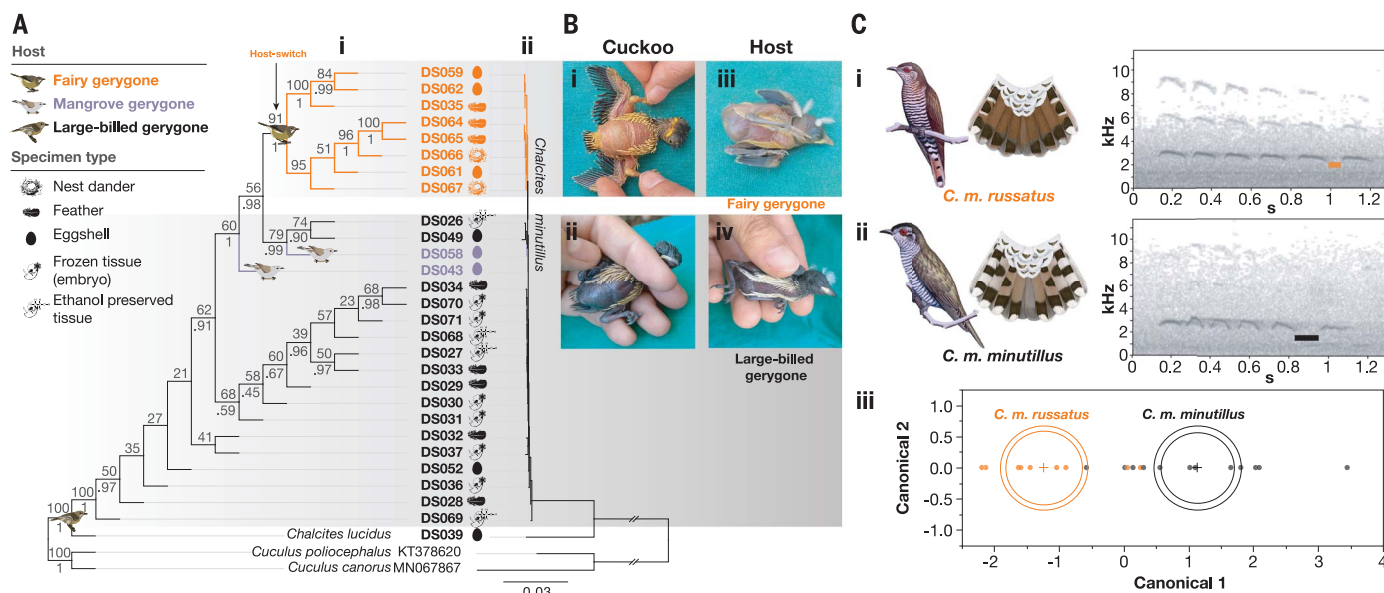 A
Host
Fairy gerygone
Mangrove gerygone
Large-billed gerygone
Specimen type
Nest dander
Feather
Eggshell
Frozen tissue
(embryo)
Ethanol preserved
tissue
i
ii
Host-switch
84
.99
100
1
91
1
100
1
96
1
51
95
56
.98
74
.90
79
.99
60
1
68
.98
23
57
39
.96
50
.97
60
.67
58
.45
68
.59
62
.91
21
41
27
35
50
.97
100
1
100
1
100
1
DS059
DS062
DS035
DS064
DS065
DS066
DS061
DS067
DS026
DS049
DS058
DS043
DS034
DS070
DS071
DS068
DS027
DS033
DS029
DS030
DS031
DS032
DS037
DS052
DS036
DS028
DS069
Chalcites lucidus DS039
Cuculus poliocephalus KT378620
Cuculus canorus MN067867
Chalcites
minutillus
0.03
B
Cuckoo
Host
i
iii
Fairy gerygone
ii
iv
Large-billed
gerygone
C
i
C. m. russatus
kHz
10
8
6
4
2
0
0 0.2 0.4 0.6 0.8 1 1.2
s
ii
C. m. minutillus
kHz
10
8
6
4
2
0
0 0.2 0.4 0.6 0.8 1 1.2
s
iii
C. m. russatus
C. m. minutillus
Canonical 2
1.0
0.5
0.0
-0.5
-1.0
-2 -1 0 1 2 3 4
Canonical 1